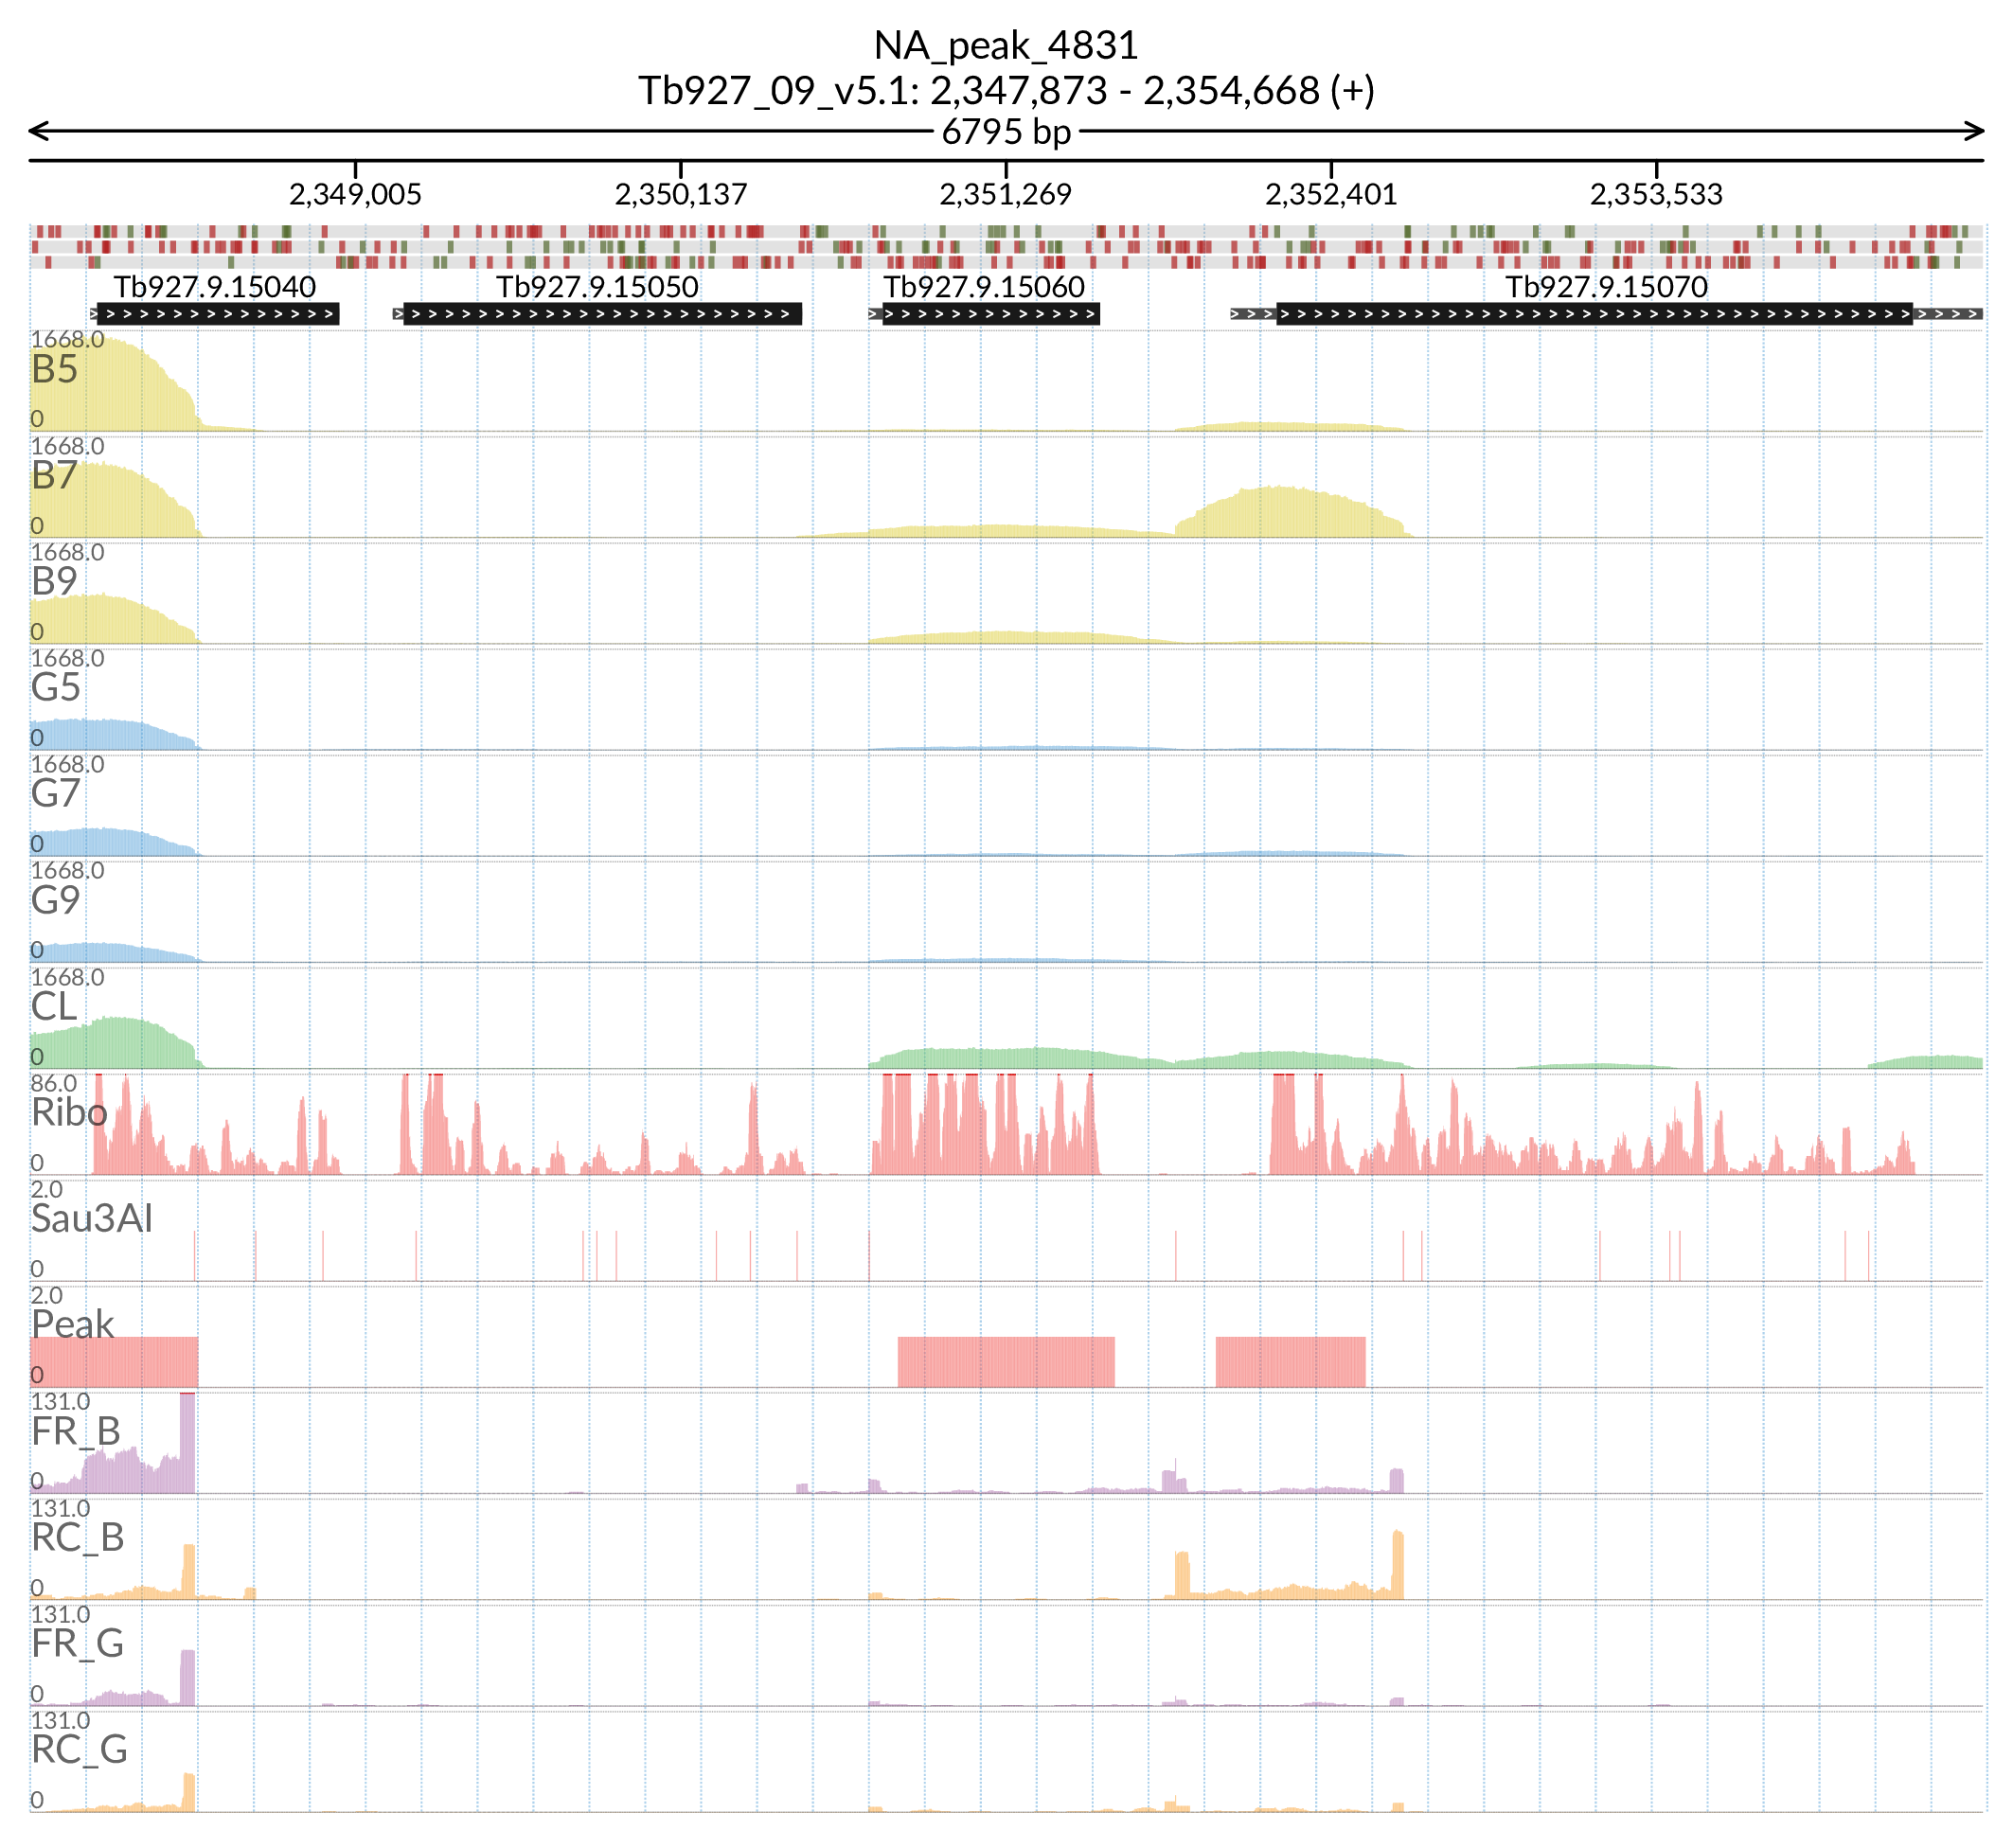 NA_peak_4831
Tb927_09_v5.1: 2,347,873 - 2,354,668 (+)
6795 bp
2,349,005 2,350,137 2,351,269 2,352,401 2,353,533
Tb927.9.15040 Tb927.9.15050 Tb927.9.15060 Tb927.9.15070
1668.0
B5
0
1668.0
B7
0
1668.0
B9
0
1668.0
G5
0
1668.0
G7
0
1668.0
G9
0
1668.0
CL
0
86.0
Ribo
0
2.0
Sau3AI
0
2.0
Peak
0
131.0
FR_B
0
131.0
RC_B
0
131.0
FR_G
0
131.0
RC_G
0